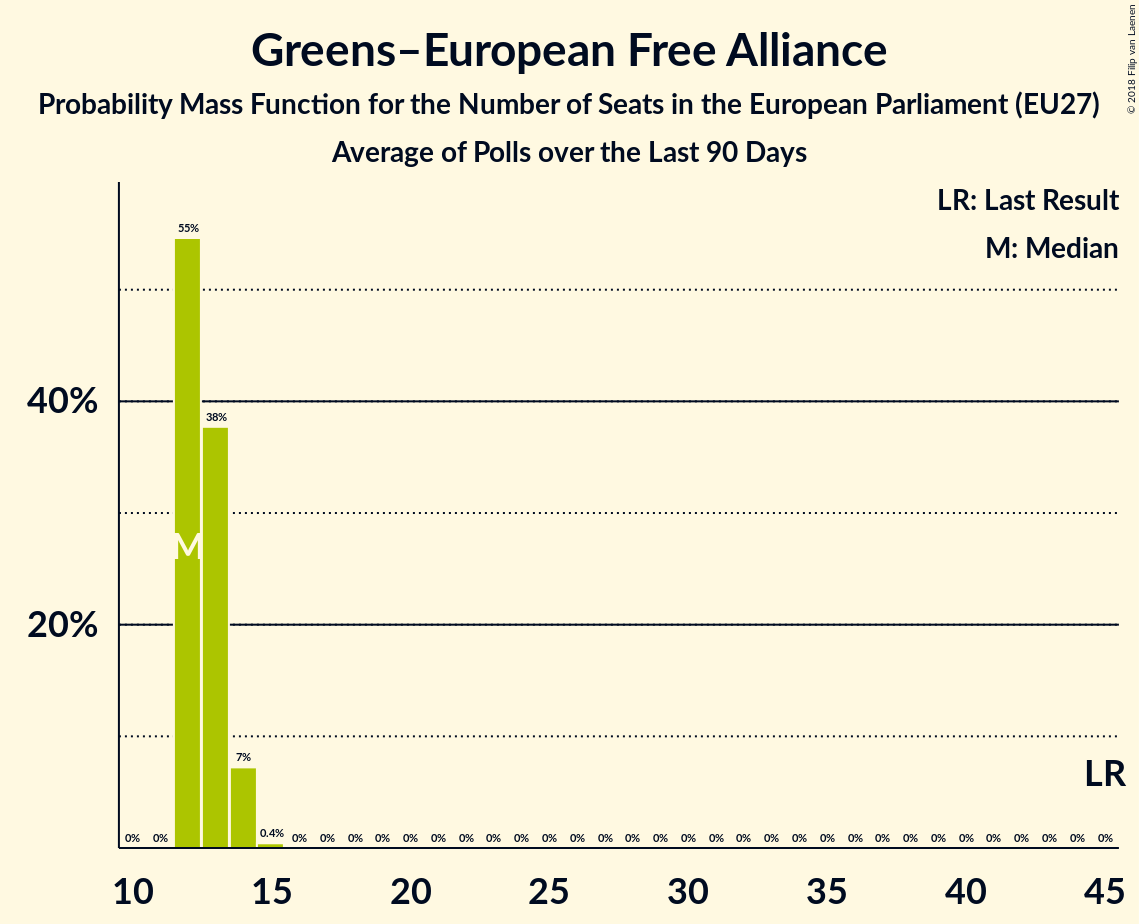 Greens–European Free Alliance
Probability Mass Function for the Number of Seats in the European Parliament (EU27)
Average of Polls over the Last 90 Days
© 2018 Filip van Laenen
LR: Last Result
M: Median
55%
40%
38%
M
20%
7%
LR
0% 0% 0.4% 0% 0% 0% 0% 0% 0% 0% 0% 0% 0% 0% 0% 0% 0% 0% 0% 0% 0% 0% 0% 0% 0% 0% 0% 0% 0% 0% 0% 0% 0%
10 15 20 25 30 35 40 45